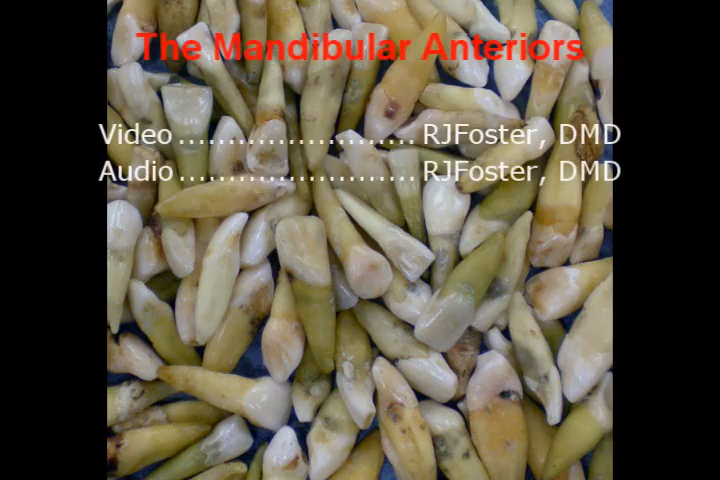 The Mandibular Anteriors
Video ........................ RJFoster, DMD
Audio ........................ RJFoster, DMD